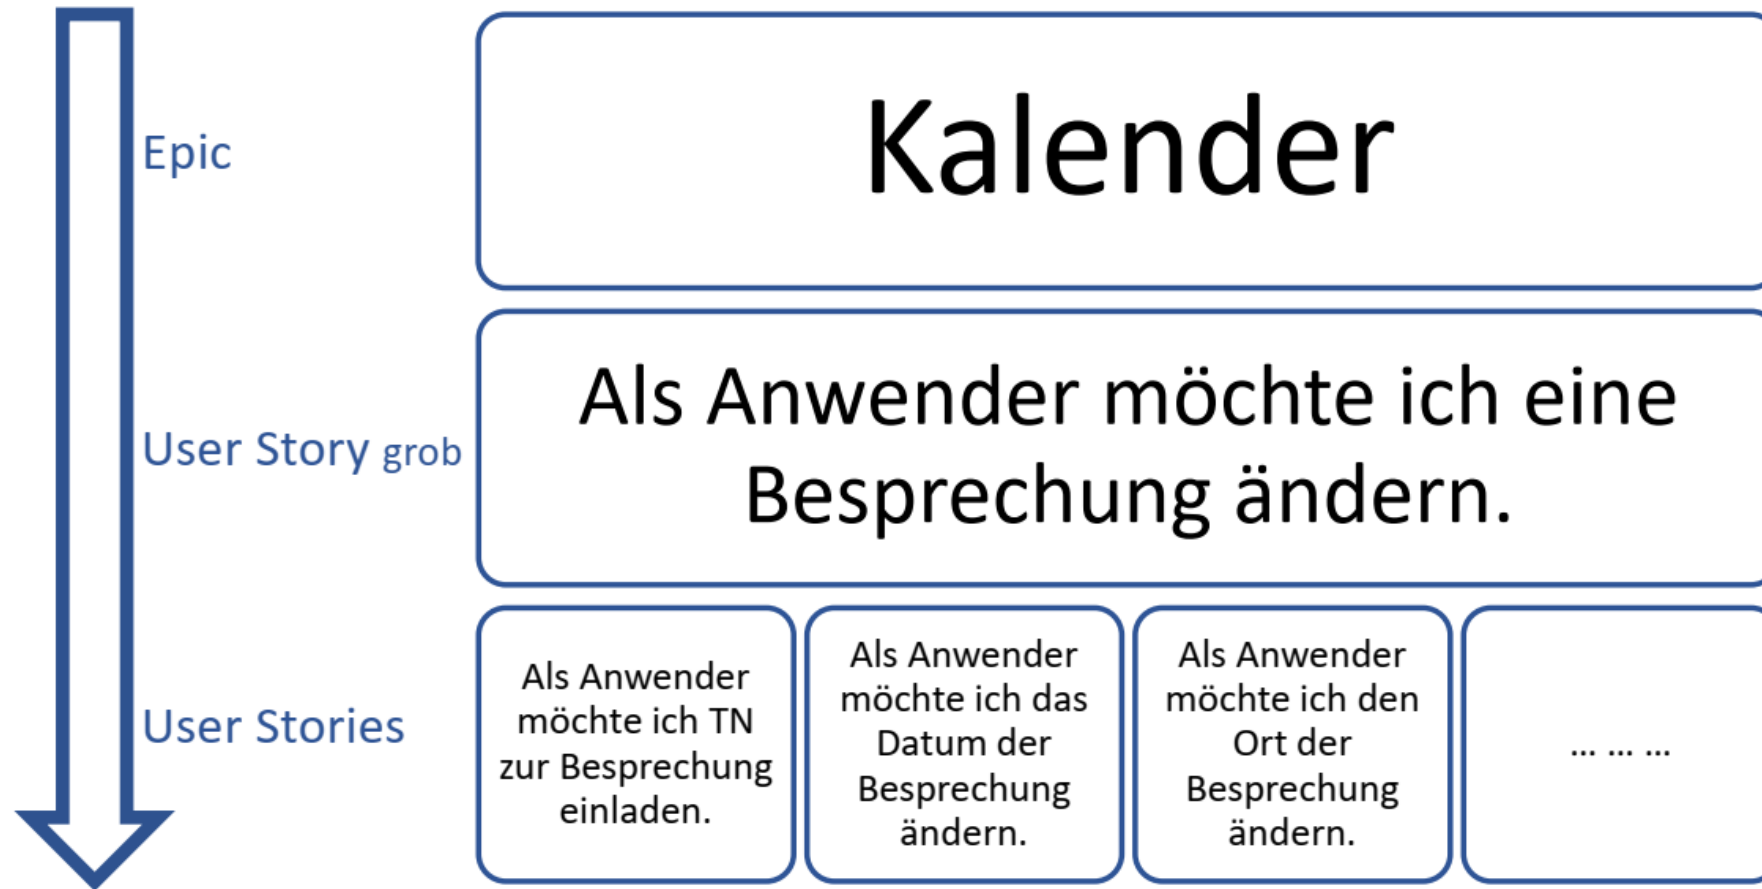 Epic
Kalender
User Story grob
Als Anwender möchte ich eine
Besprechung ändern.
User Stories
Als Anwender
möchte ich TN
zur Besprechung
einladen.
Als Anwender
möchte ich das
Datum der
Besprechung
ändern.
Als Anwender
möchte ich den
Ort der
Besprechung
ändern.
... ... ...